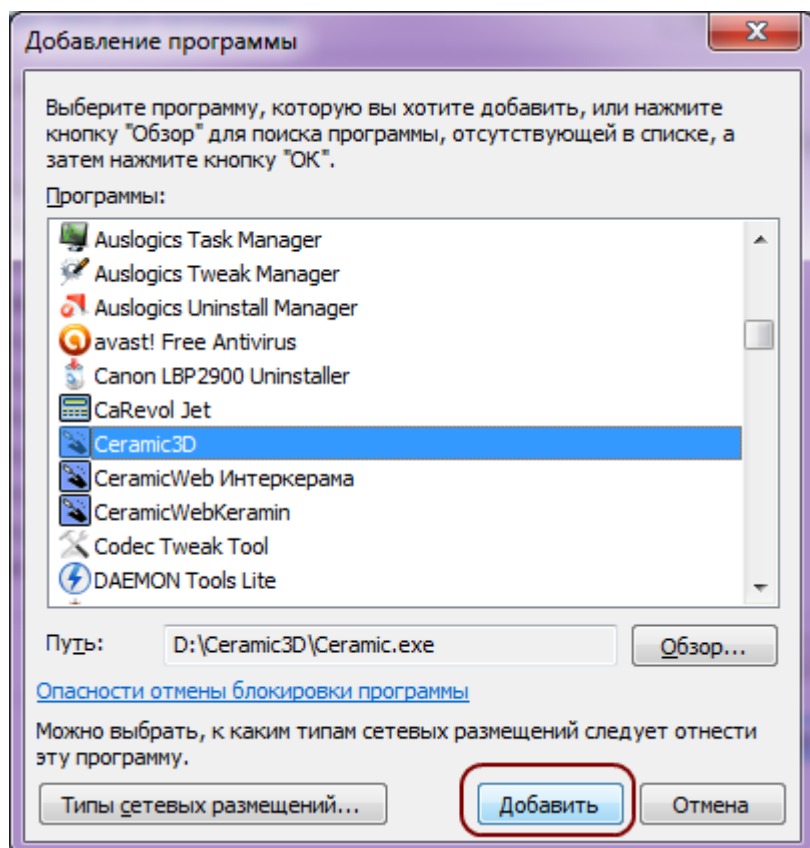 Добавление программы
Выберите программу, которую вы хотите добавить, или нажмите
кнопку "Обзор" для поиска программы, отсутствующей в списке, а
затем нажмите кнопку "ОК".
Программы:
Auslogics Task Manager
Auslogics Tweak Manager
Auslogics Uninstall Manager
avast! Free Antivirus
Canon LBP2900 Uninstaller
CaRevol Jet
Ceramic3D
CeramicWeb Интеркерама
CeramicWebKeramin
Codec Tweak Tool
DAEMON Tools Lite
Путь: D:\Ceramic3D\Ceramic.exe Обзор...
Опасности отмены блокировки программы
Можно выбрать, к каким типам сетевых размещений следует отнести
эту программу.
Типы сетевых размещений... Добавить Отмена